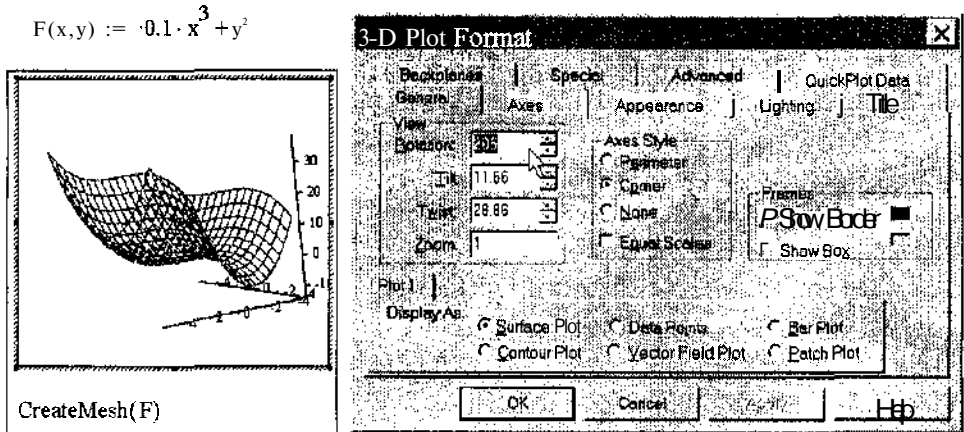 F(x,y) := ·0.1·x³ + y²
30
20
10
0
CreateMesh(F)
3-D Plot Format
Backplanes Special Advanced QuickPlot Data
General Axes Appearance Lighting Title
View
Rotation:
Tilt: 11.66
Twist: 28.86
Zoom: 1
Axes Style
Perimeter
Corner
None
Equal Scales
Frames
Show Border
Show Box
Plot 1
Display As:
Surface Plot Data Points Bar Plot
Contour Plot Vector Field Plot Patch Plot
OK Cancel Help